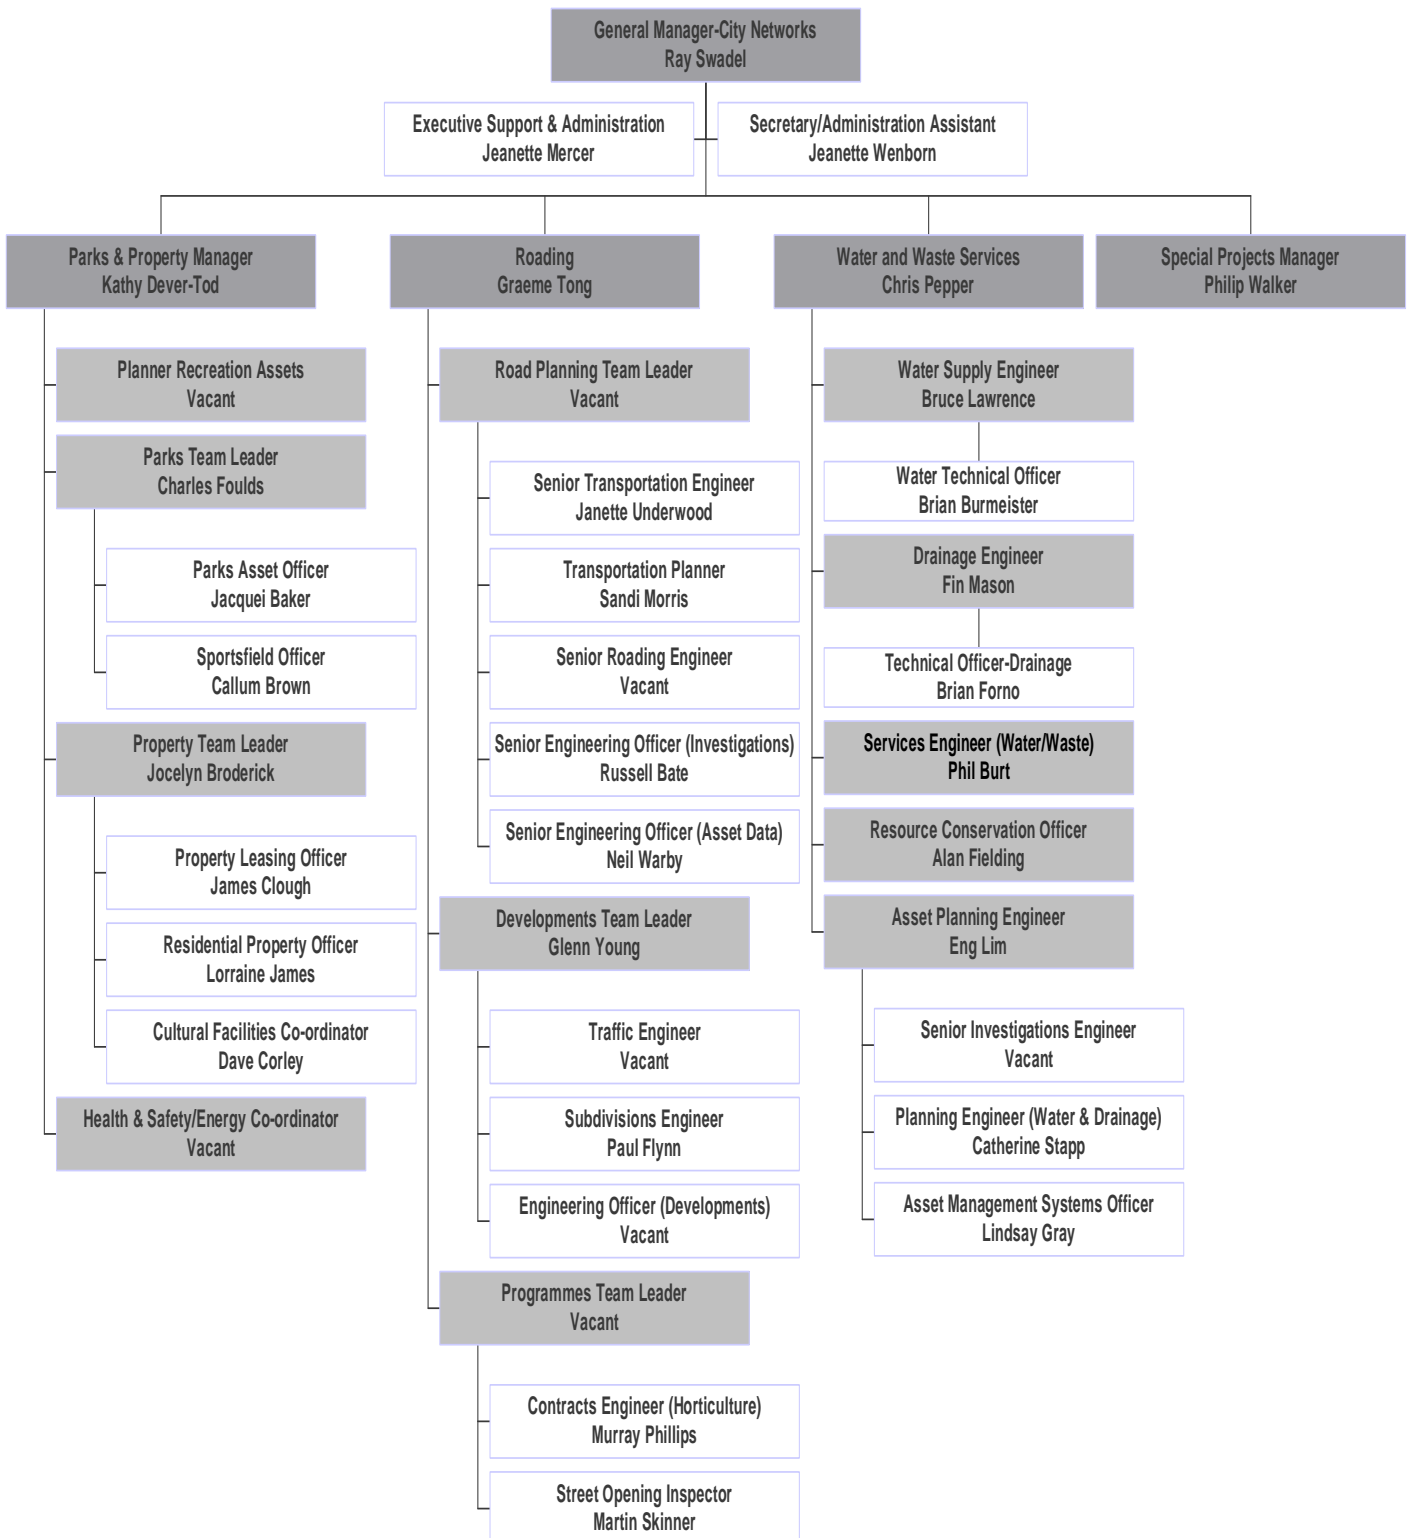 General Manager-City Networks
Ray Swadel
Executive Support & Administration
Jeanette Mercer
Secretary/Administration Assistant
Jeanette Wenborn
Parks & Property Manager
Kathy Dever-Tod
Planner Recreation Assets
Vacant
Parks Team Leader
Charles Foulds
Parks Asset Officer
Jacquei Baker
Sportsfield Officer
Callum Brown
Property Team Leader
Jocelyn Broderick
Property Leasing Officer
James Clough
Residential Property Officer
Lorraine James
Cultural Facilities Co-ordinator
Dave Corley
Health & Safety/Energy Co-ordinator
Vacant
Roading
Graeme Tong
Road Planning Team Leader
Vacant
Senior Transportation Engineer
Janette Underwood
Transportation Planner
Sandi Morris
Senior Roading Engineer
Vacant
Senior Engineering Officer (Investigations)
Russell Bate
Senior Engineering Officer (Asset Data)
Neil Warby
Developments Team Leader
Glenn Young
Traffic Engineer
Vacant
Subdivisions Engineer
Paul Flynn
Engineering Officer (Developments)
Vacant
Programmes Team Leader
Vacant
Contracts Engineer (Horticulture)
Murray Phillips
Street Opening Inspector
Martin Skinner
Water and Waste Services
Chris Pepper
Water Supply Engineer
Bruce Lawrence
Water Technical Officer
Brian Burmeister
Drainage Engineer
Fin Mason
Technical Officer-Drainage
Brian Forno
Services Engineer (Water/Waste)
Phil Burt
Resource Conservation Officer
Alan Fielding
Asset Planning Engineer
Eng Lim
Senior Investigations Engineer
Vacant
Planning Engineer (Water & Drainage)
Catherine Stapp
Asset Management Systems Officer
Lindsay Gray
Special Projects Manager
Philip Walker